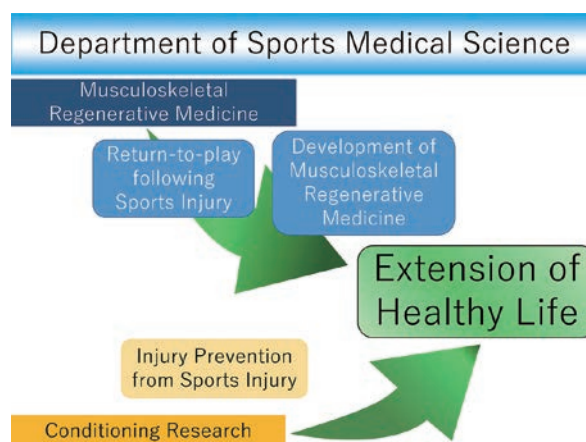 Department of Sports Medical Science
Musculoskeletal
Regenerative Medicine
Return-to-play
following
Sports Injury
Development of
Musculoskeletal
Regenerative
Medicine
Extension of
Healthy Life
Injury Prevention
from Sports Injury
Conditioning Research